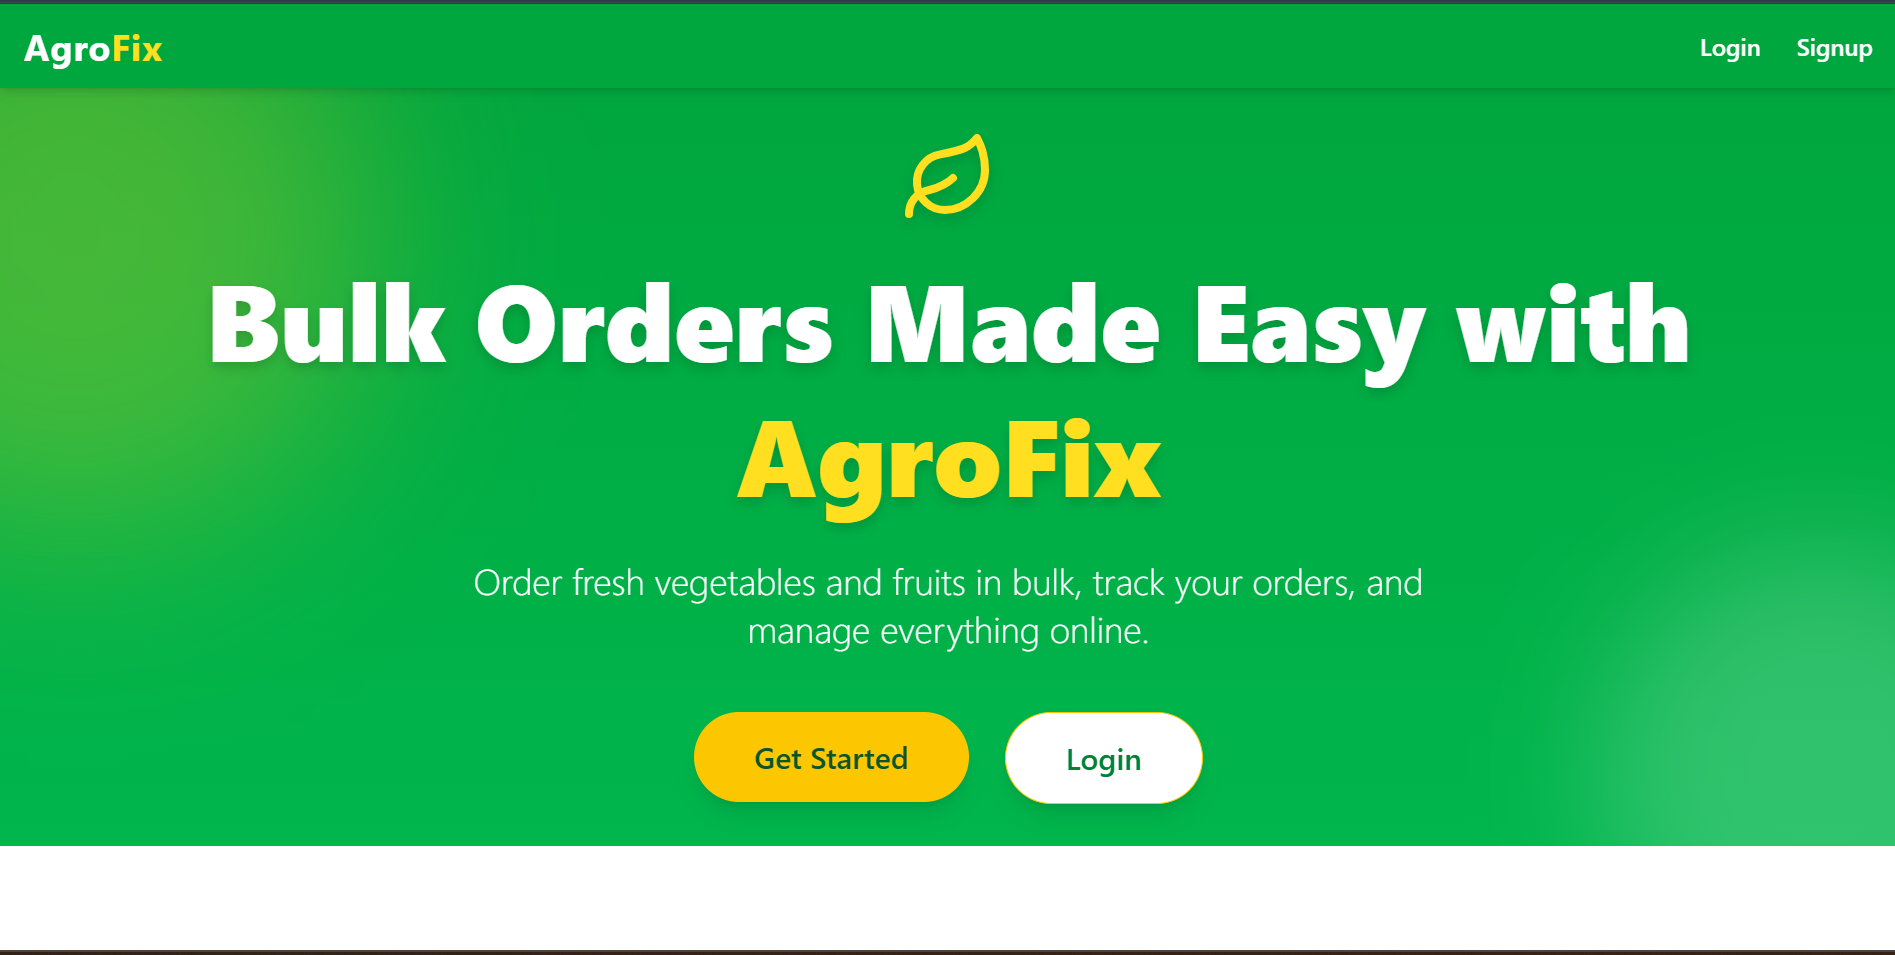 AgroFix
Login Signup
Bulk Orders Made Easy with
AgroFix
Order fresh vegetables and fruits in bulk, track your orders, and
manage everything online.
Get Started
Login